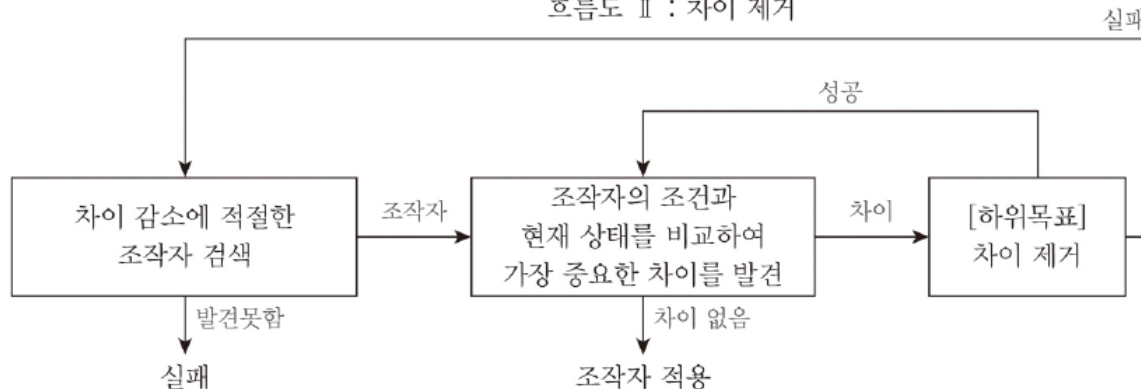 흐름도 Ⅱ : 차이 제거
실패
성공
차이 감소에 적절한
조작자 검색
조작자
조작자의 조건과
현재 상태를 비교하여
가장 중요한 차이를 발견
차이
[하위목표]
차이 제거
발견못함
차이 없음
실패
조작자 적용